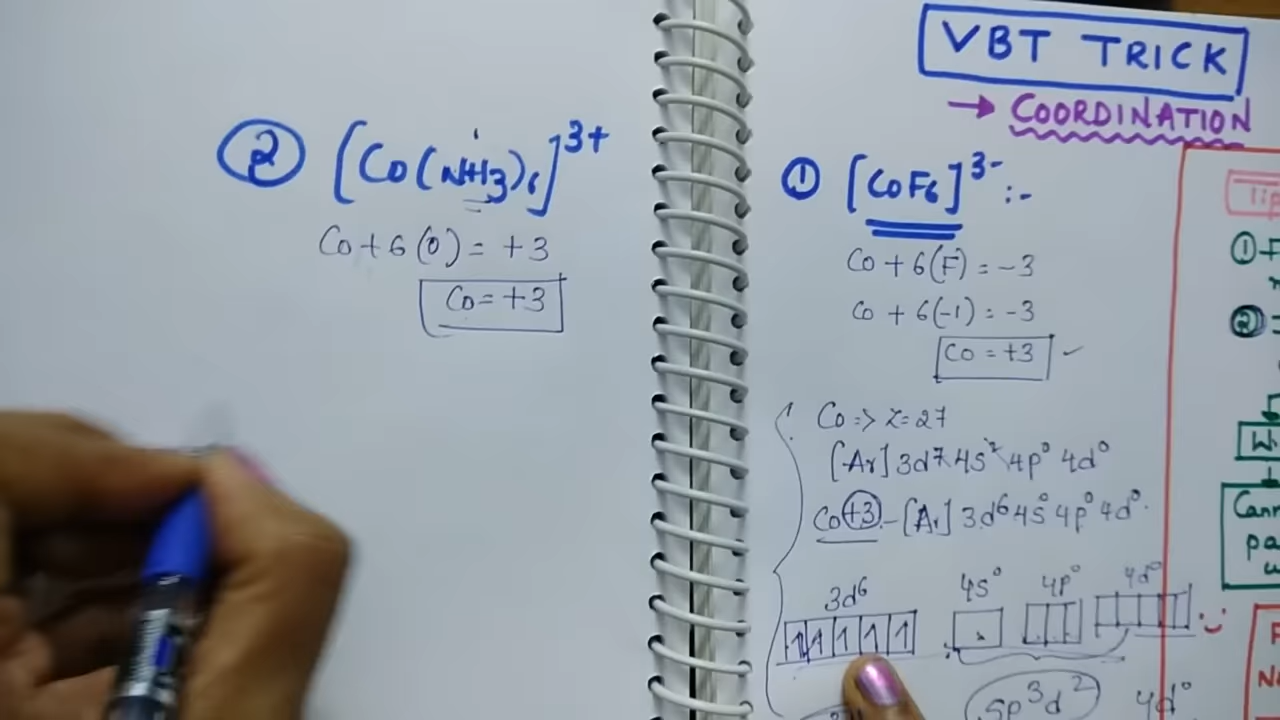 ② [Co(NH3)6]³⁺
Co + 6(0) = +3
Co = +3
VBT TRICK
→ COORDINATION
① [CoF6]³⁻ :-
Co + 6(F) = -3
Co + 6(-1) = -3
Co = +3 ✓
Co => Z=27
[Ar] 3d⁷ 4s² 4p⁰ 4d⁰
Co+3 - [Ar] 3d⁶ 4s⁰ 4p⁰ 4d⁰.
3d⁶ 4s⁰ 4p⁰ 4d⁰
sp³d² 4d⁰
①
②